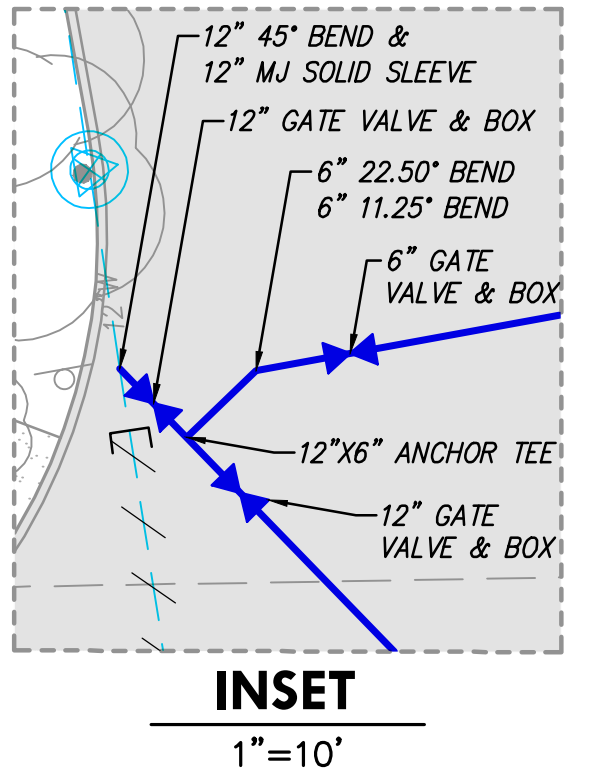 12" 45° BEND &
12" MJ SOLID SLEEVE
12" GATE VALVE & BOX
6" 22.50° BEND
6" 11.25° BEND
6" GATE
VALVE & BOX
12"W
12"X6" ANCHOR TEE
12" GATE
VALVE & BOX
INSET
1"=10'